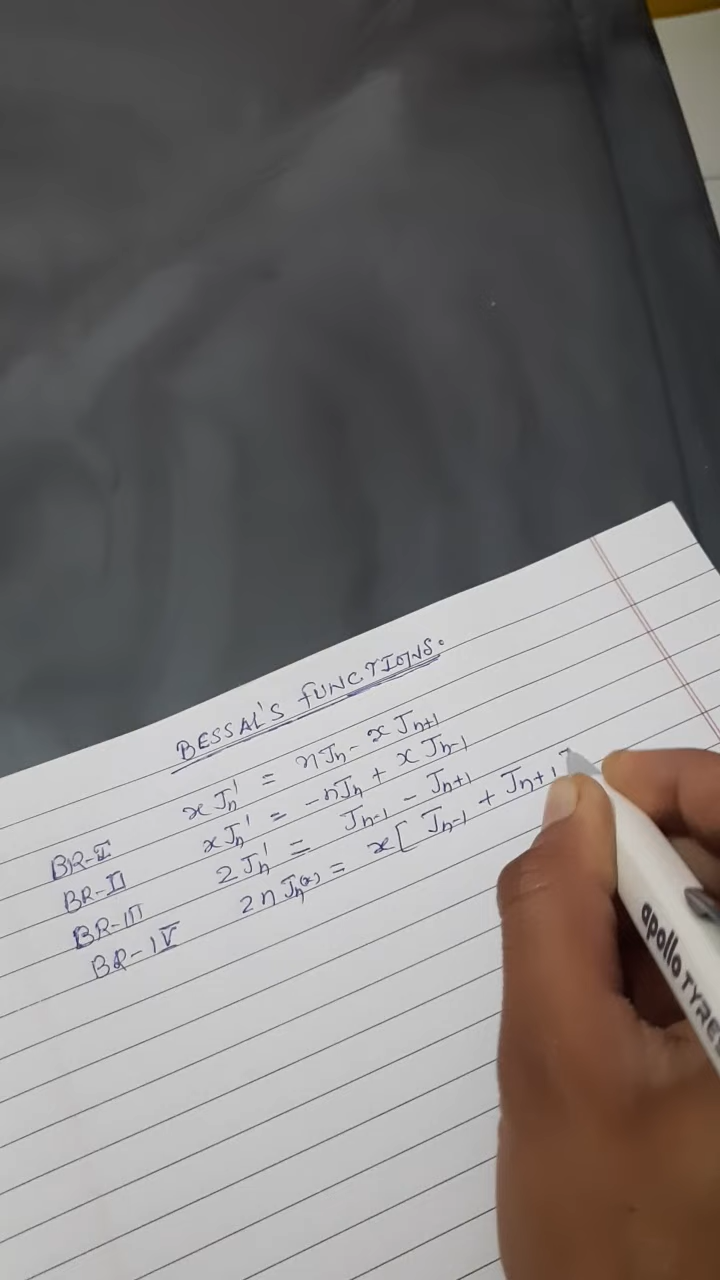 BESSAL'S FUNCTIONS.
BR-I xJₙ' = nJₙ - xJₙ₊₁
BR-II xJₙ' = -nJₙ + xJₙ₋₁
BR-III 2Jₙ' = Jₙ₋₁ - Jₙ₊₁
BR-IV 2nJₙ(x) = x[Jₙ₋₁ + Jₙ₊₁]
apollo TYRES